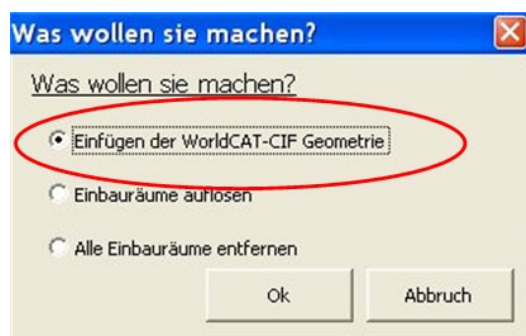 Was wollen sie machen?
Was wollen sie machen?
Einfügen der WorldCAT-CIF Geometrie
Einbauräume auflösen
Alle Einbauräume entfernen
Ok Abbruch